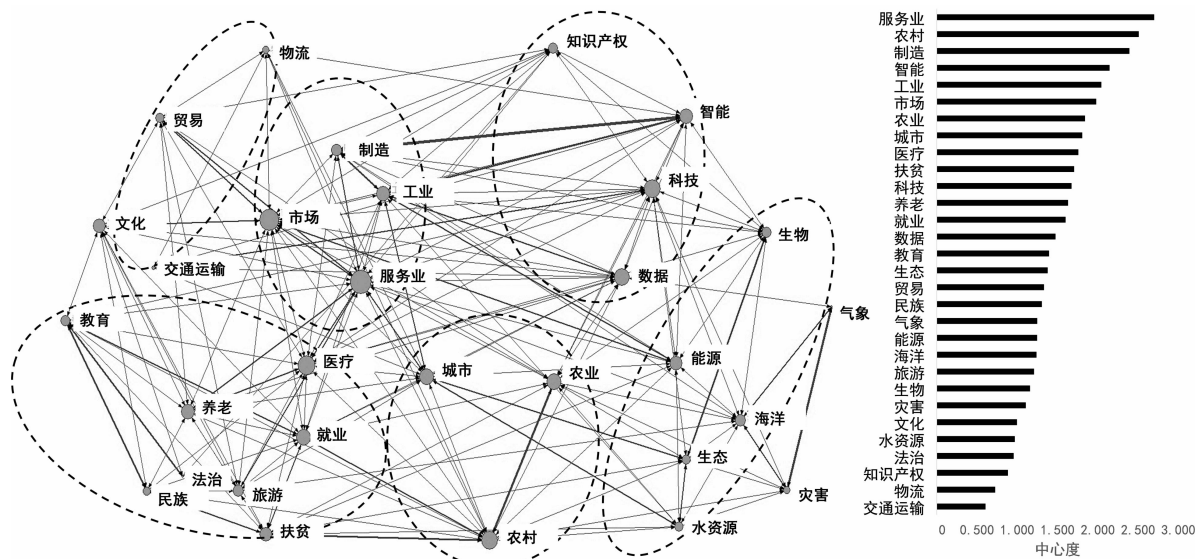 物流
知识产权
贸易
智能
制造
工业
科技
文化
市场
生物
交通运输
服务业
数据
气象
教育
医疗
城市
农业
能源
养老
就业
海洋
生态
法治
民族
旅游
灾害
扶贫
农村
水资源
服务业
农村
制造
智能
工业
市场
农业
城市
医疗
扶贫
科技
养老
就业
数据
教育
生态
贸易
民族
气象
能源
海洋
旅游
生物
灾害
文化
水资源
法治
知识产权
物流
交通运输
0 0.500 1.000 1.500 2.000 2.500 3.000
中心度